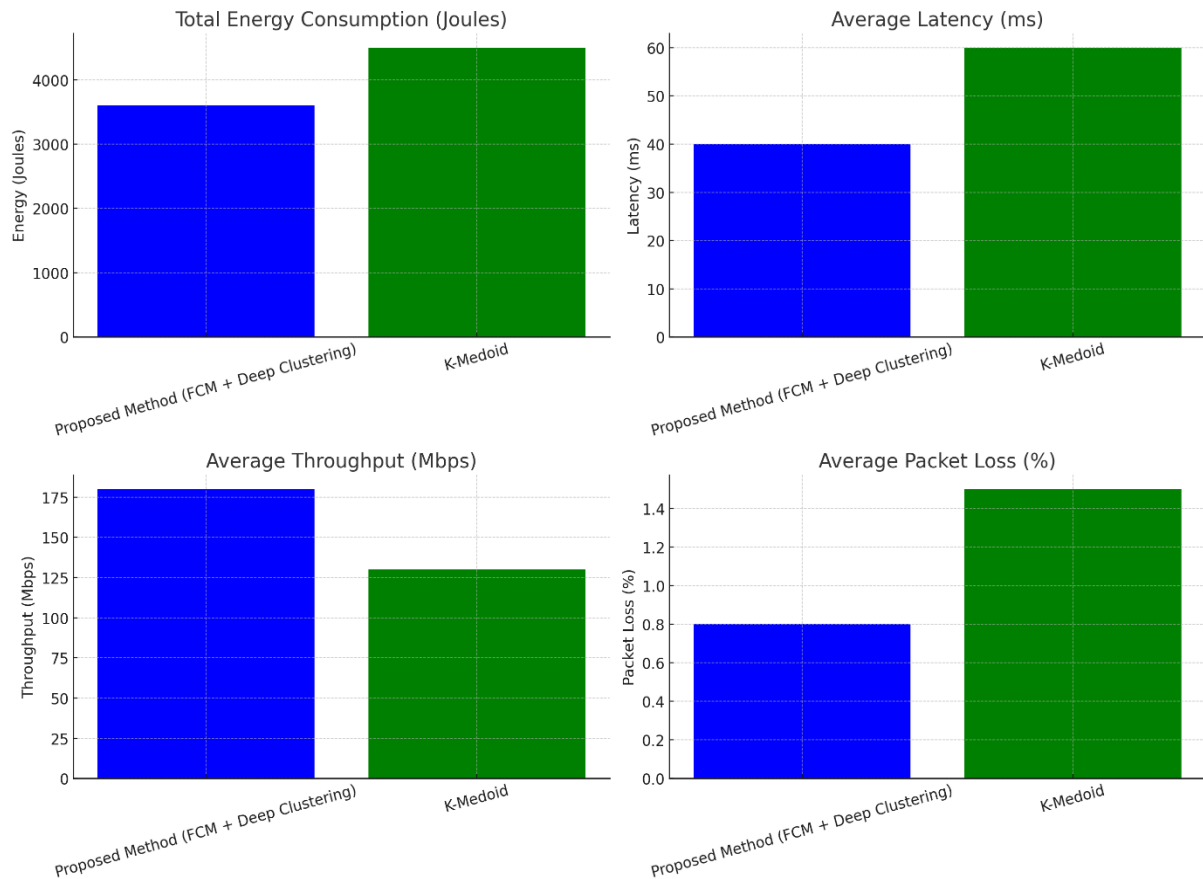 Total Energy Consumption (Joules)
Energy (Joules)
4000
3000
2000
1000
0
Proposed Method (FCM + Deep Clustering)
K-Medoid
Average Latency (ms)
Latency (ms)
60
50
40
30
20
10
0
Proposed Method (FCM + Deep Clustering)
K-Medoid
Average Throughput (Mbps)
Throughput (Mbps)
175
150
125
100
75
50
25
0
Proposed Method (FCM + Deep Clustering)
K-Medoid
Average Packet Loss (%)
Packet Loss (%)
1.4
1.2
1.0
0.8
0.6
0.4
0.2
0.0
Proposed Method (FCM + Deep Clustering)
K-Medoid